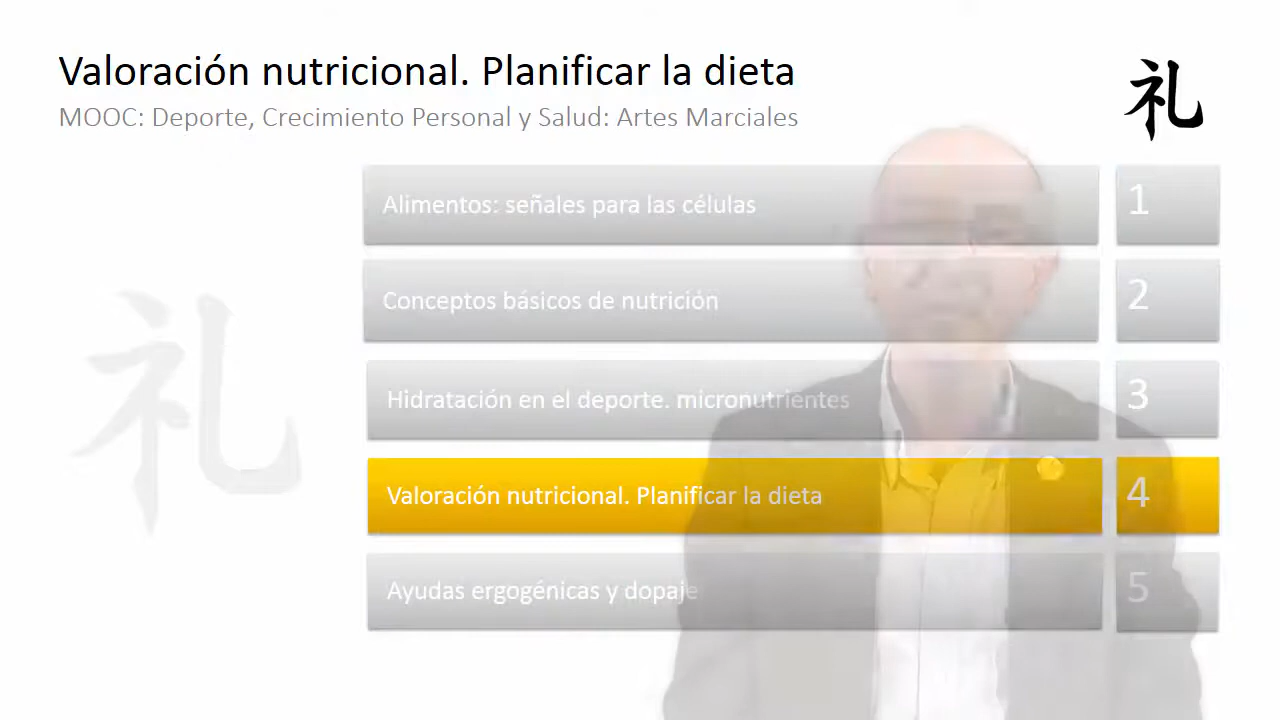 Valoración nutricional. Planificar la dieta
礼
MOOC: Deporte, Crecimiento Personal y Salud: Artes Marciales
Alimentos: señales para las células 1
Conceptos básicos de nutrición 2
Hidratación en el deporte. micronutrientes 3
礼
Valoración nutricional. Planificar la dieta 4
Ayudas ergogénicas y dopaje 5